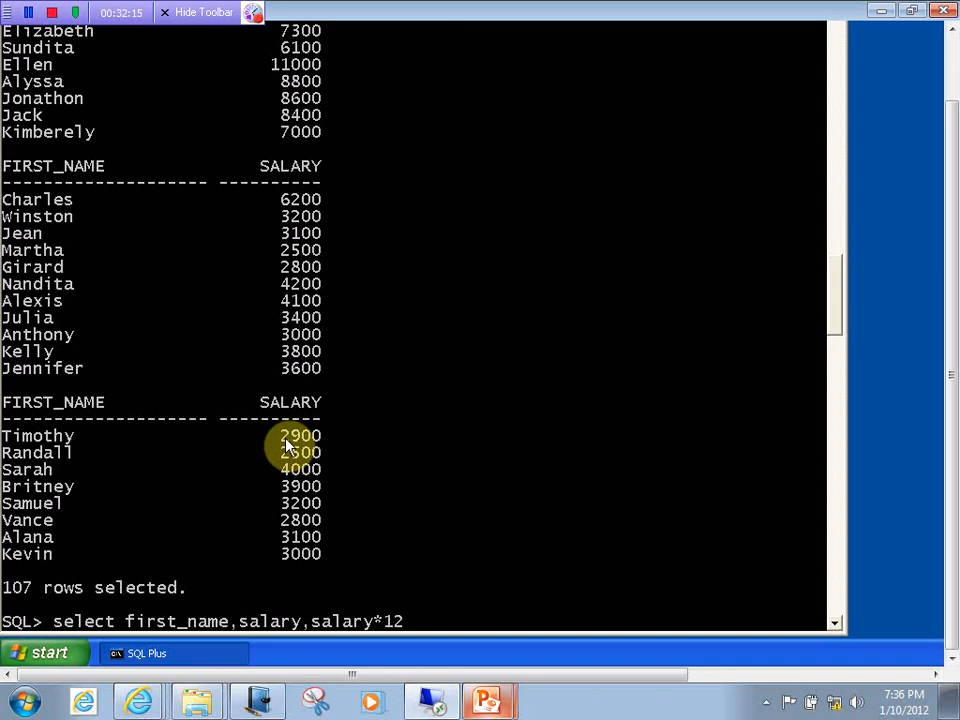 00:32:15 Hide Toolbar
Elizabeth 7300
Sundita 6100
Ellen 11000
Alyssa 8800
Jonathon 8600
Jack 8400
Kimberely 7000
FIRST_NAME SALARY
-------------------- ----------
Charles 6200
Winston 3200
Jean 3100
Martha 2500
Girard 2800
Nandita 4200
Alexis 4100
Julia 3400
Anthony 3000
Kelly 3800
Jennifer 3600
FIRST_NAME SALARY
-------------------- ----------
Timothy 2900
Randall 2500
Sarah 4000
Britney 3900
Samuel 3200
Vance 2800
Alana 3100
Kevin 3000
107 rows selected.
SQL> select first_name,salary,salary*12
start SQL Plus
7:36 PM
1/10/2012